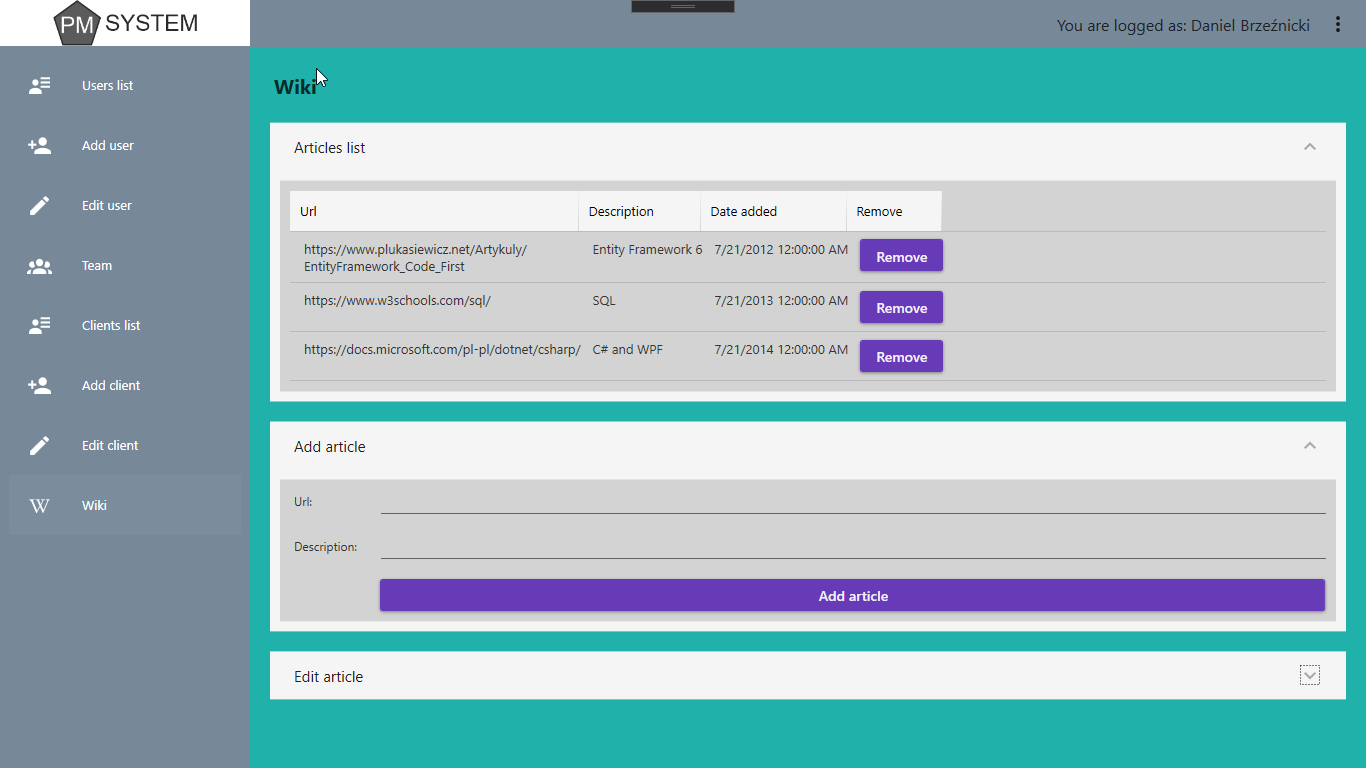 PM SYSTEM
You are logged as: Daniel Brzeźnicki
Users list
Add user
Edit user
Team
Clients list
Add client
Edit client
W Wiki
Wiki
Articles list
Url Description Date added Remove
https://www.plukasiewicz.net/Artykuly/ Entity Framework 6 7/21/2012 12:00:00 AM Remove
EntityFramework_Code_First
https://www.w3schools.com/sql/ SQL 7/21/2013 12:00:00 AM Remove
https://docs.microsoft.com/pl-pl/dotnet/csharp/ C# and WPF 7/21/2014 12:00:00 AM Remove
Add article
Url:
Description:
Add article
Edit article